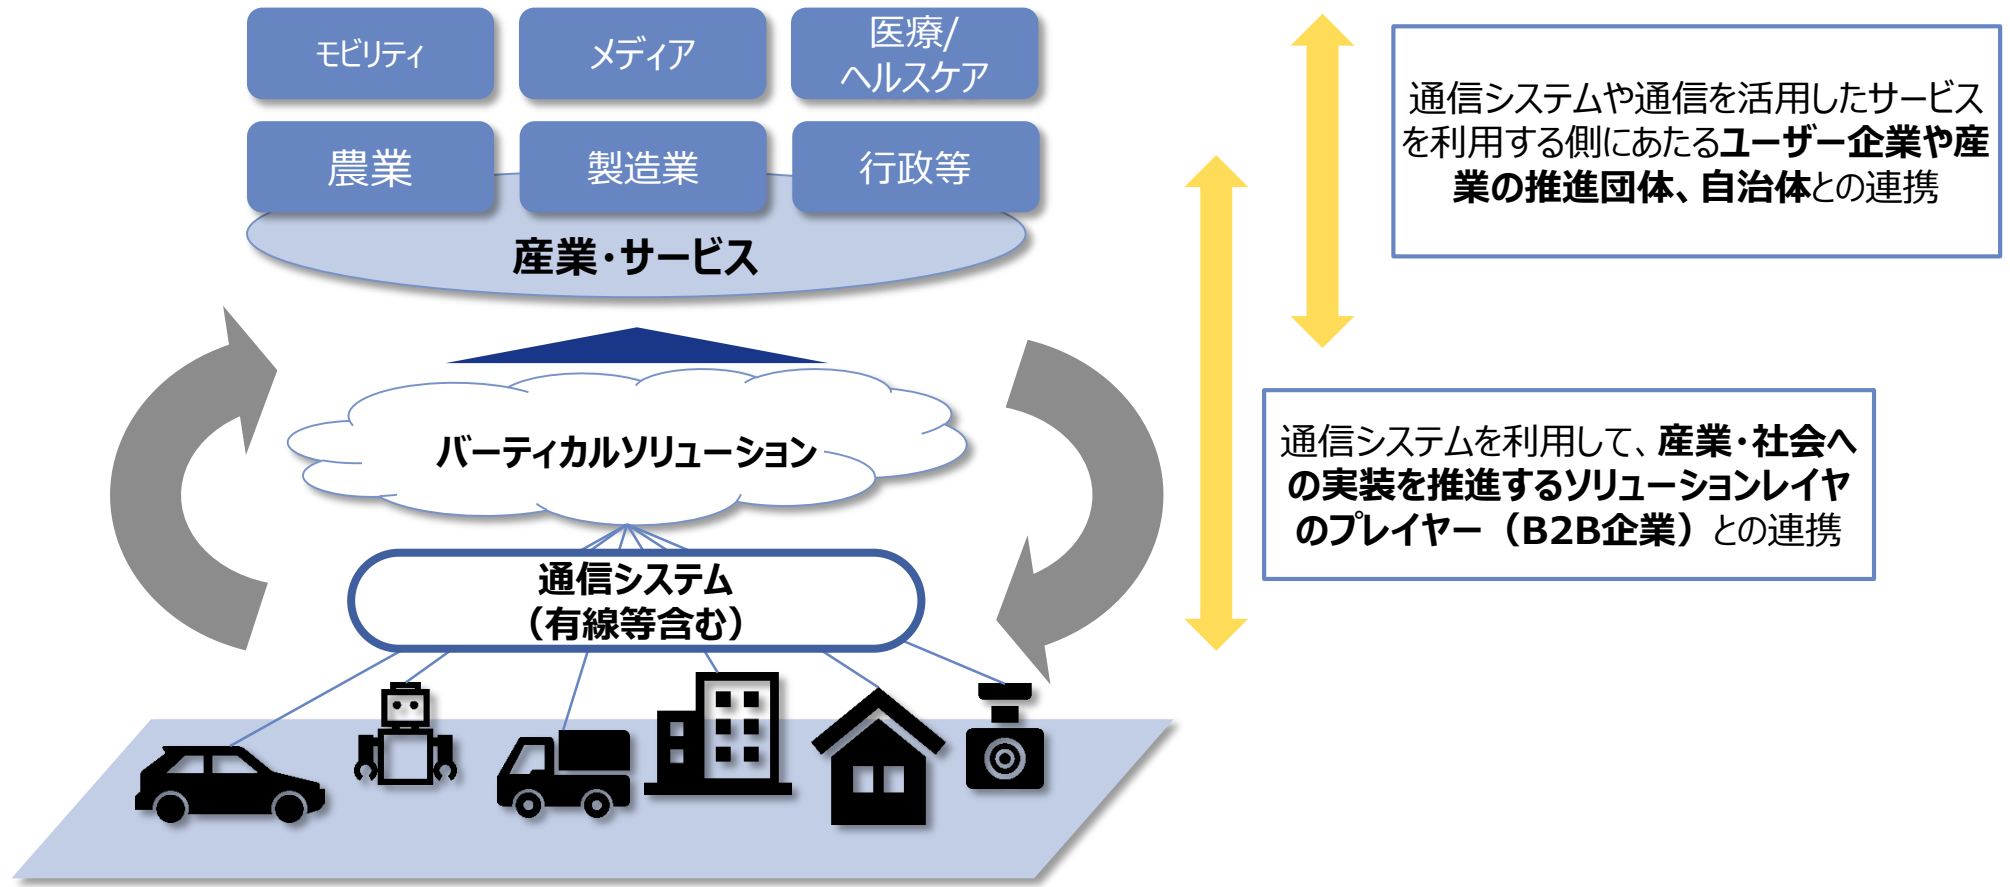 モビリティ
メディア
医療/
ヘルスケア
農業
製造業
行政等
産業・サービス
バーティカルソリューション
通信システム
（有線等含む）
通信システムや通信を活用したサービス
を利用する側にあたるユーザー企業や産
業の推進団体、自治体との連携
通信システムを利用して、産業・社会へ
の実装を推進するソリューションレイヤ
のプレイヤー（B2B企業）との連携